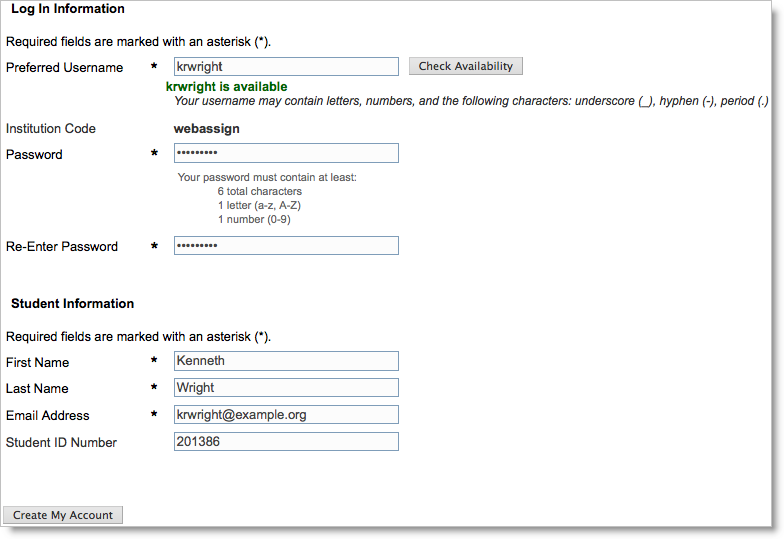 Log In Information
Required fields are marked with an asterisk (*).
Preferred Username * krwright Check Availability
krwright is available
Your username may contain letters, numbers, and the following characters: underscore (_), hyphen (-), period (.)
Institution Code webassign
Password * •••••••••
Your password must contain at least:
6 total characters
1 letter (a-z, A-Z)
1 number (0-9)
Re-Enter Password * •••••••••
Student Information
Required fields are marked with an asterisk (*).
First Name * Kenneth
Last Name * Wright
Email Address * krwright@example.org
Student ID Number 201386
Create My Account